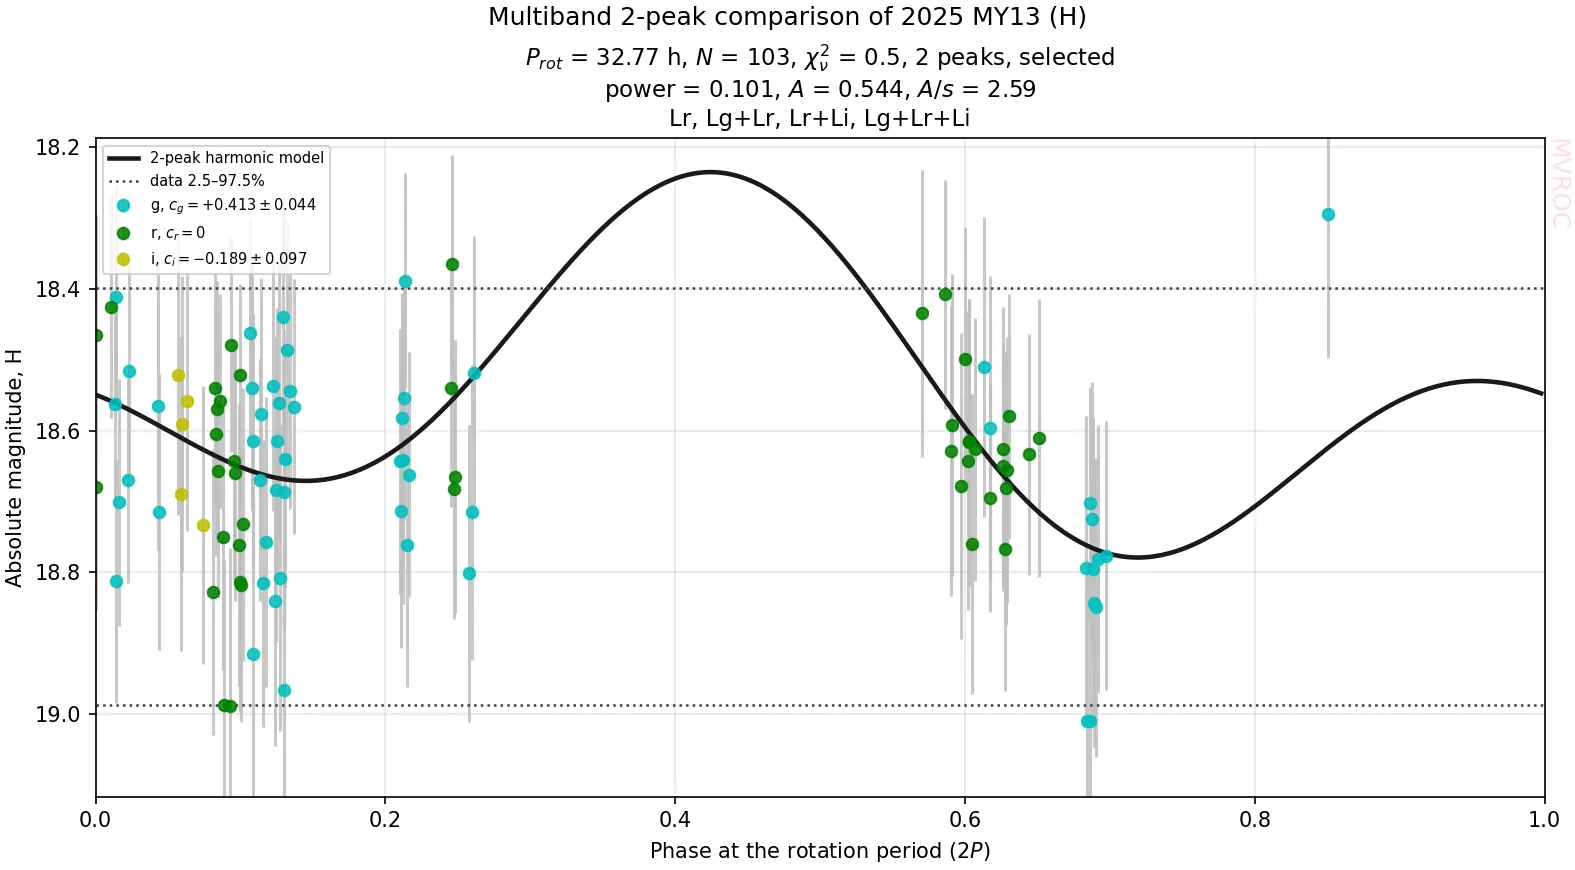 Multiband 2-peak comparison of 2025 MY13 (H)
P_rot = 32.77 h, N = 103, χ²_ν = 0.5, 2 peaks, selected
power = 0.101, A = 0.544, A/s = 2.59
Lr, Lg+Lr, Lr+Li, Lg+Lr+Li
2-peak harmonic model
data 2.5–97.5%
g, c_g = +0.413 ± 0.044
r, c_r = 0
i, c_i = −0.189 ± 0.097
MVROC
Absolute magnitude, H
18.2
18.4
18.6
18.8
19.0
0.0 0.2 0.4 0.6 0.8 1.0
Phase at the rotation period (2P)